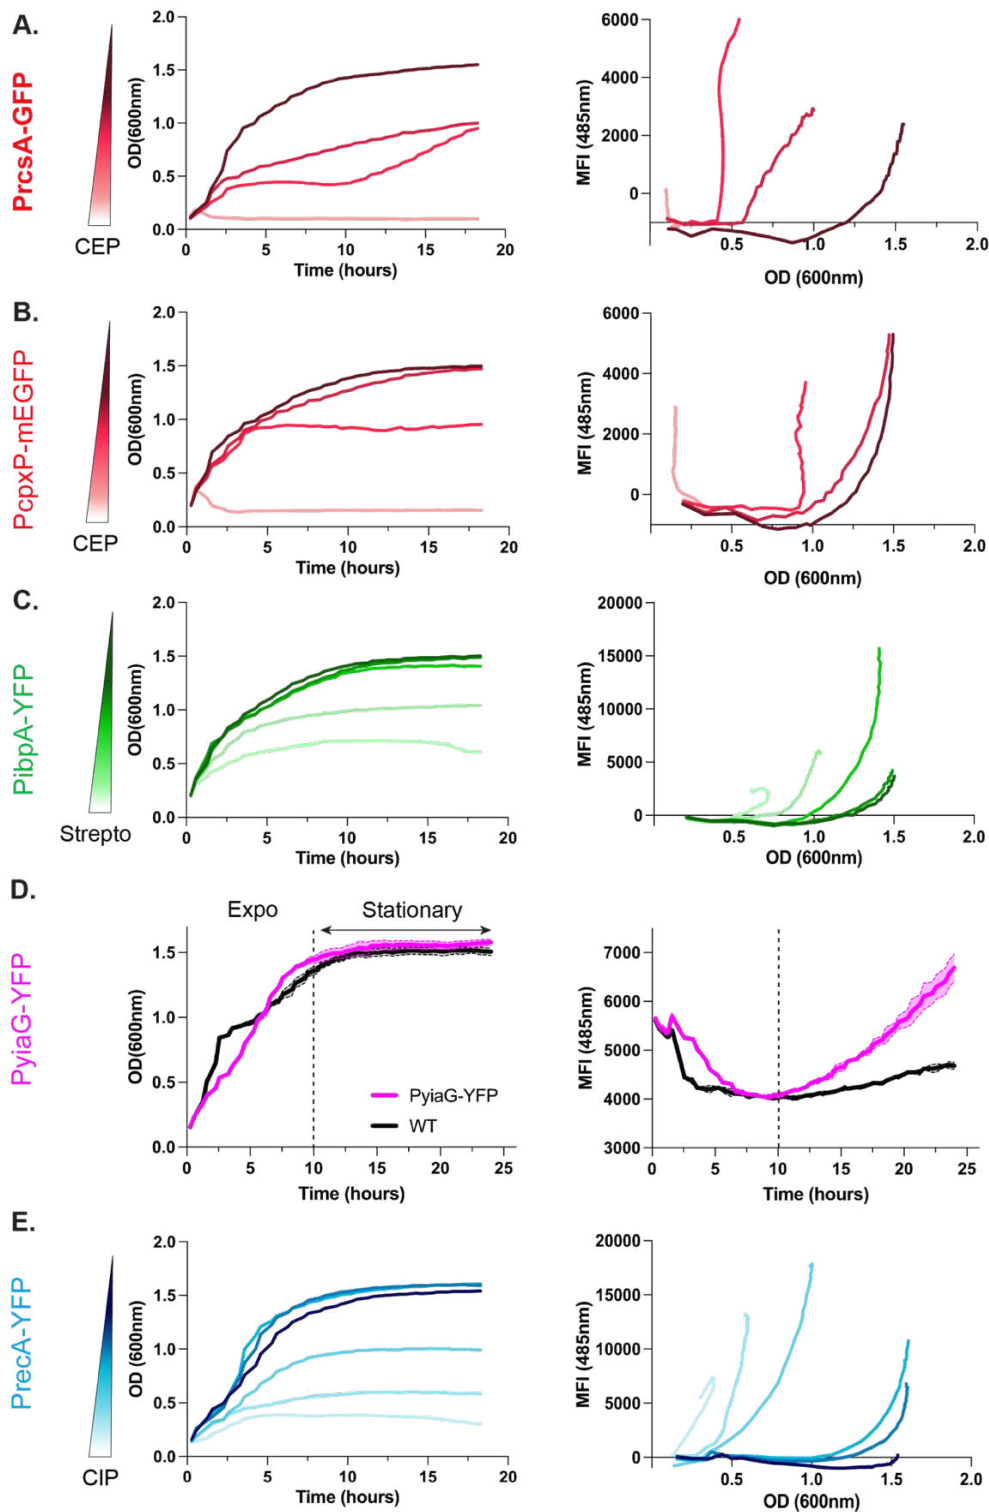 A.
PrcsA-GFP
CEP
OD(600nm)
2.0
1.5
1.0
0.5
0.0
0 5 10 15 20
Time (hours)
MFI (485nm)
6000
4000
2000
0
0.5 1.0 1.5 2.0
OD (600nm)
B.
PcpxP-mEGFP
CEP
OD(600nm)
2.0
1.5
1.0
0.5
0.0
0 5 10 15 20
Time (hours)
MFI (485nm)
6000
4000
2000
0
0.5 1.0 1.5 2.0
OD (600nm)
C.
PibpA-YFP
Strepto
OD(600nm)
2.0
1.5
1.0
0.5
0.0
0 5 10 15 20
Time (hours)
MFI (485nm)
20000
15000
10000
5000
0
0.5 1.0 1.5 2.0
OD (600nm)
D.
PyiaG-YFP
Expo Stationary
OD(600nm)
1.5
1.0
0.5
0.0
PyiaG-YFP
WT
0 5 10 15 20 25
Time (hours)
MFI (485nm)
7000
6000
5000
4000
3000
0 5 10 15 20 25
Time (hours)
E.
PrecA-YFP
CIP
OD (600nm)
2.0
1.5
1.0
0.5
0.0
0 5 10 15 20
Time (hours)
MFI (485nm)
20000
15000
10000
5000
0
0.5 1.0 1.5 2.0
OD (600nm)